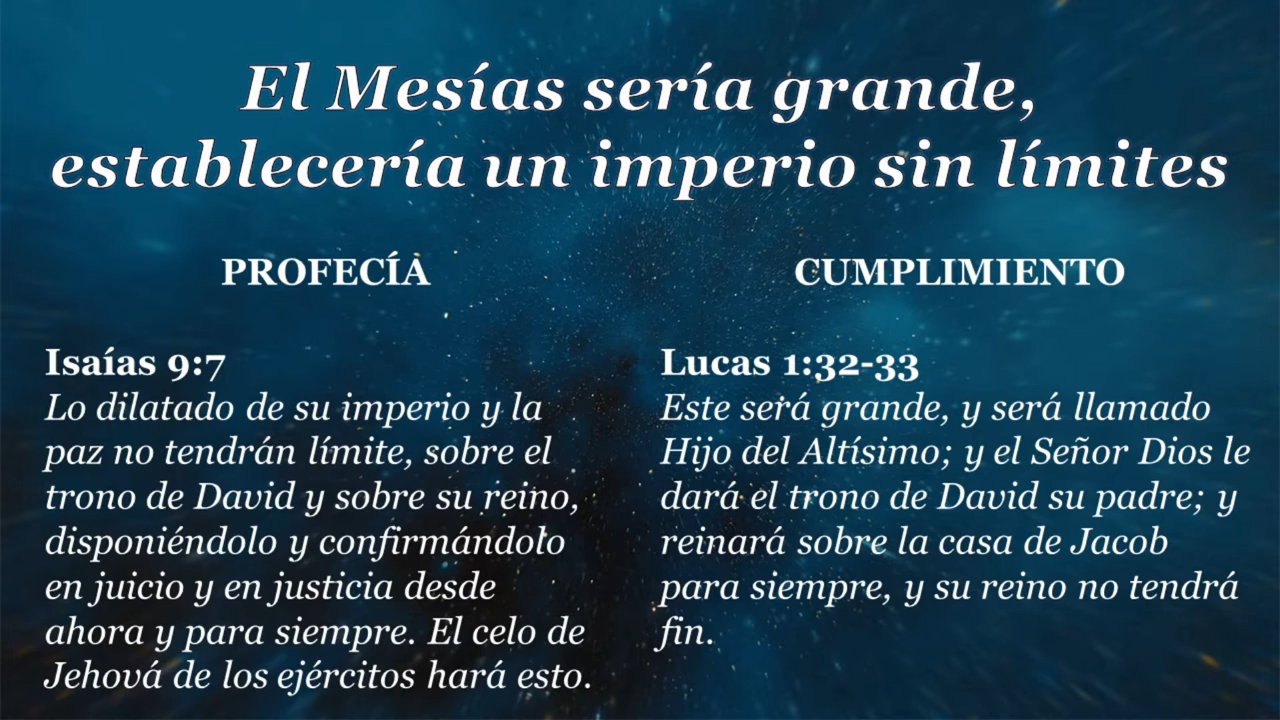 El Mesías sería grande,
establecería un imperio sin límites
PROFECÍA
Isaías 9:7
Lo dilatado de su imperio y la
paz no tendrán límite, sobre el
trono de David y sobre su reino,
disponiéndolo y confirmándolo
en juicio y en justicia desde
ahora y para siempre. El celo de
Jehová de los ejércitos hará esto.
CUMPLIMIENTO
Lucas 1:32-33
Este será grande, y será llamado
Hijo del Altísimo; y el Señor Dios le
dará el trono de David su padre; y
reinará sobre la casa de Jacob
para siempre, y su reino no tendrá
fin.